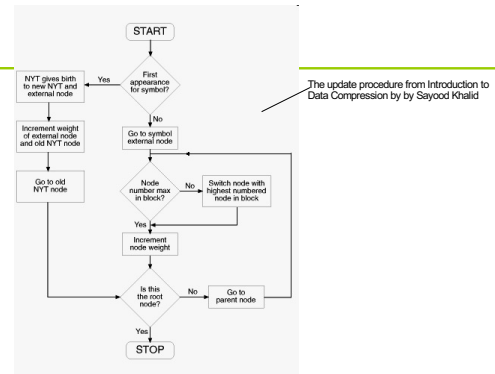 START
First
appearance
for symbol?
Yes
NYT gives birth
to new NYT and
external node
Increment weight
of external node
and old NYT node
Go to old
NYT node
No
Go to symbol
external node
Node
number max
in block?
No
Switch node with
highest numbered
node in block
Yes
Increment
node weight
Is this
the root
node?
No
Go to
parent node
Yes
STOP
The update procedure from Introduction to
Data Compression by by Sayood Khalid